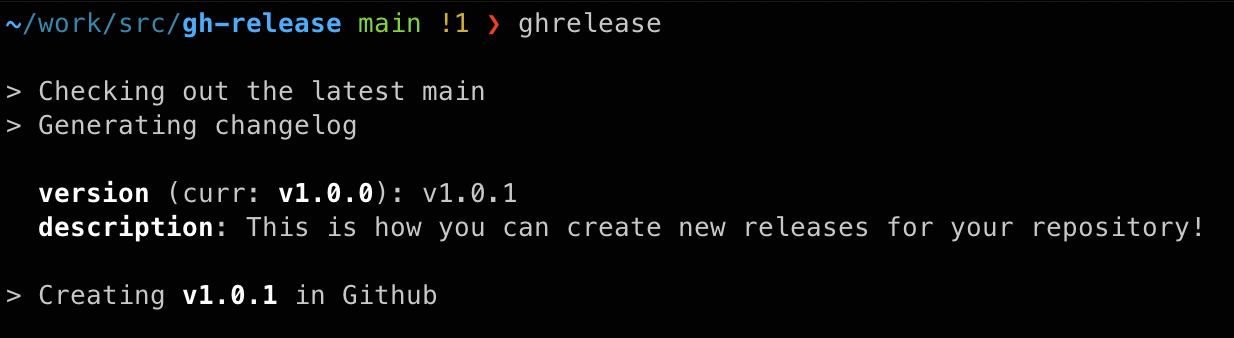 ~/work/src/gh-release main !1 ❯ ghrelease
> Checking out the latest main
> Generating changelog
version (curr: v1.0.0): v1.0.1
description: This is how you can create new releases for your repository!
> Creating v1.0.1 in Github